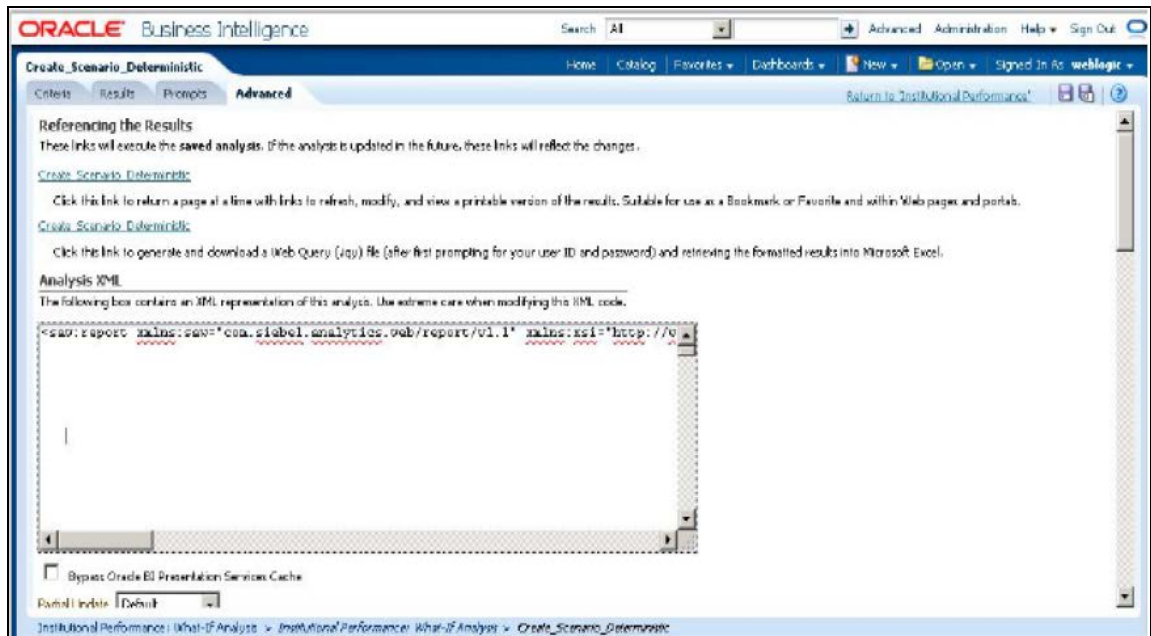 ORACLE Business Intelligence
Search All Advanced Administration Help Sign Out
Create_Scenario_Deterministic
Home Catalog Favorites Dashboards New Open Signed In As weblogic
Criteria Results Prompts Advanced
Return to 'Institutional Performance'
Referencing the Results
These links will execute the saved analysis. If the analysis is updated in the future, these links will reflect the changes.
Create_Scenario_Deterministic
Click this link to return a page at a time with links to refresh, modify, and view a printable version of the results. Suitable for use as a Bookmark or Favorite and within Web pages and portals.
Create_Scenario_Deterministic
Click this link to generate and download a Web Query (.iqy) file (after first prompting for your user ID and password) and retrieving the formatted results into Microsoft Excel.
Analysis XML
The following box contains an XML representation of this analysis. Use extreme care when modifying this XML code.
<saw:report xmlns:saw="com.siebel.analytics.web/report/v1.1" xmlns:xsi="http://w
Bypass Oracle BI Presentation Services Cache
Partial Update Default
Institutional Performance: What-If Analysis > Institutional Performance: What-If Analysis > Create_Scenario_Deterministic